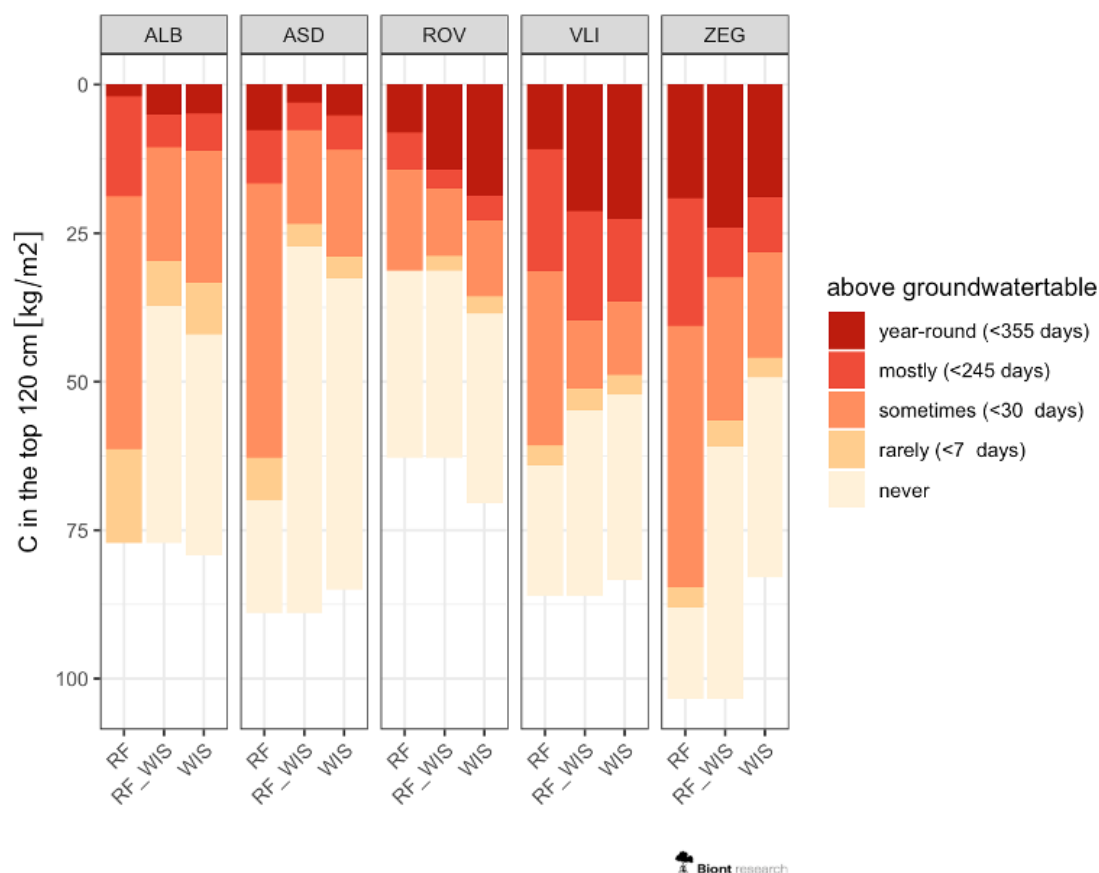 ALB ASD ROV VLI ZEG
0
25
50
75
100
C in the top 120 cm [kg/m2]
RF RF_WIS WIS RF RF_WIS WIS RF RF_WIS WIS RF RF_WIS WIS RF RF_WIS WIS
above groundwatertable
year-round (<355 days)
mostly (<245 days)
sometimes (<30 days)
rarely (<7 days)
never
Biont research